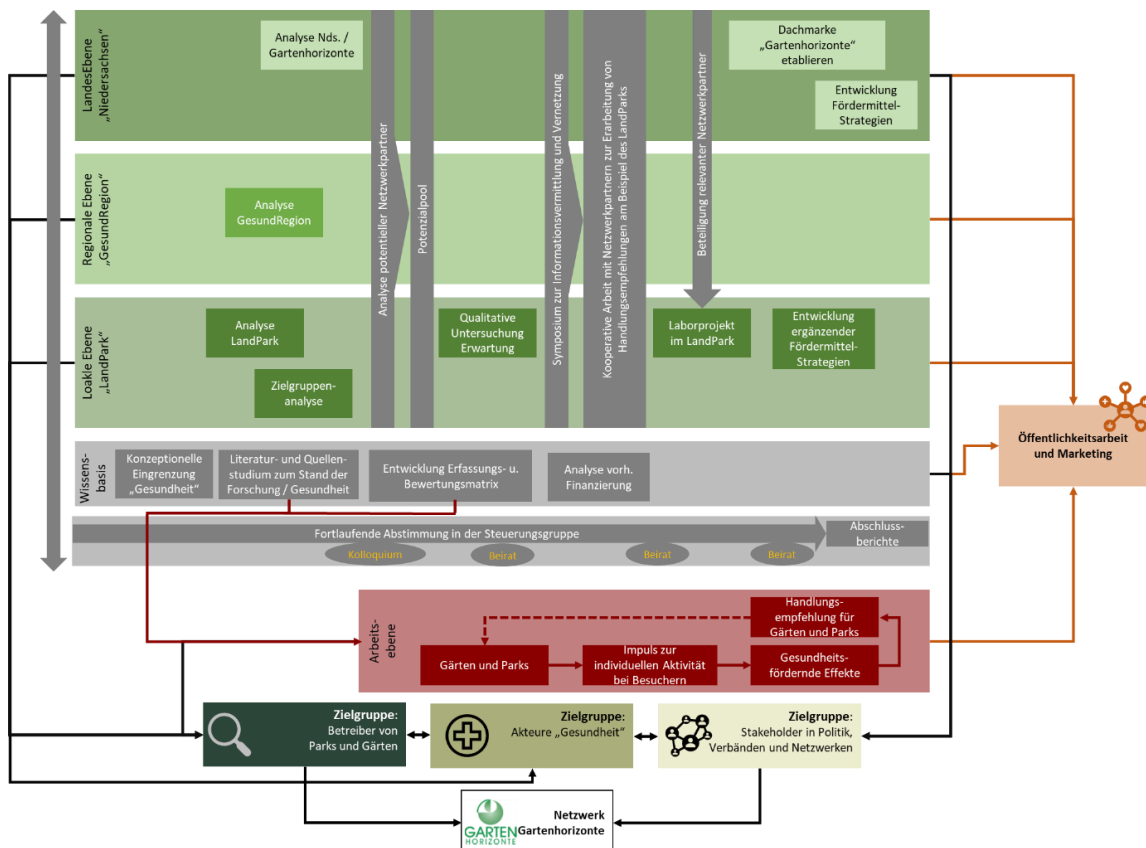 LandesEbene
„Niedersachsen“
Analyse Nds. /
Gartenhorizonte
Dachmarke
„Gartenhorizonte“
etablieren
Entwicklung
Fördermittel-
Strategien
Regionale Ebene
„GesundRegion“
Analyse
GesundRegion
Analyse potentieller Netzwerkpartner
Potenzialpool
Symposium zur Informationsvermittlung und Vernetzung
Kooperative Arbeit mit Netzwerkpartnern zur Erarbeitung von
Handlungsempfehlungen am Beispiel des LandParks
Beteiligung relevanter Netzwerkpartner
Loakle Ebene
„LandPark“
Analyse
LandPark
Zielgruppen-
analyse
Qualitative
Untersuchung
Erwartung
Laborprojekt
im LandPark
Entwicklung
ergänzender
Fördermittel-
Strategien
Öffentlichkeitsarbeit
und Marketing
Wissens-
basis
Konzeptionelle
Eingrenzung
„Gesundheit“
Literatur- und Quellen-
studium zum Stand der
Forschung / Gesundheit
Entwicklung Erfassungs- u.
Bewertungsmatrix
Analyse vorh.
Finanzierung
Fortlaufende Abstimmung in der Steuerungsgruppe
Abschluss-
berichte
Kolloquium
Beirat
Beirat
Beirat
Arbeits-
ebene
Handlungs-
empfehlung für
Gärten und Parks
Gärten und Parks
Impuls zur
individuellen Aktivität
bei Besuchern
Gesundheits-
fördernde Effekte
Zielgruppe:
Betreiber von
Parks und Gärten
Zielgruppe:
Akteure „Gesundheit“
Zielgruppe:
Stakeholder in Politik,
Verbänden und Netzwerken
GARTEN
HORIZONTE
Netzwerk
Gartenhorizonte